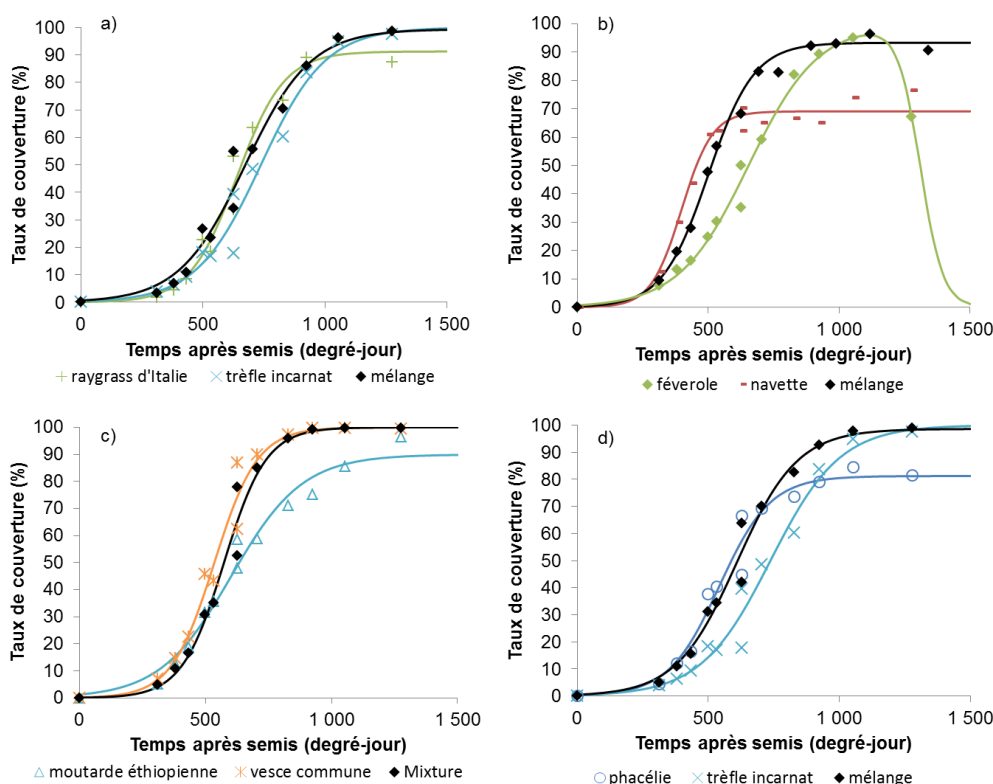 a)
Taux de couverture (%)
100
90
80
70
60
50
40
30
20
10
0
0 500 1 000 1 500
Temps après semis (degré-jour)
raygrass d'Italie trèfle incarnat mélange
b)
Taux de couverture (%)
100
90
80
70
60
50
40
30
20
10
0
0 500 1 000 1 500
Temps après semis (degré-jour)
féverole navette mélange
c)
Taux de couverture (%)
100
90
80
70
60
50
40
30
20
10
0
0 500 1 000 1 500
Temps après semis (degré-jour)
moutarde éthiopienne vesce commune Mixture
d)
Taux de couverture (%)
100
90
80
70
60
50
40
30
20
10
0
0 500 1 000 1 500
Temps après semis (degré-jour)
phacélie trèfle incarnat mélange